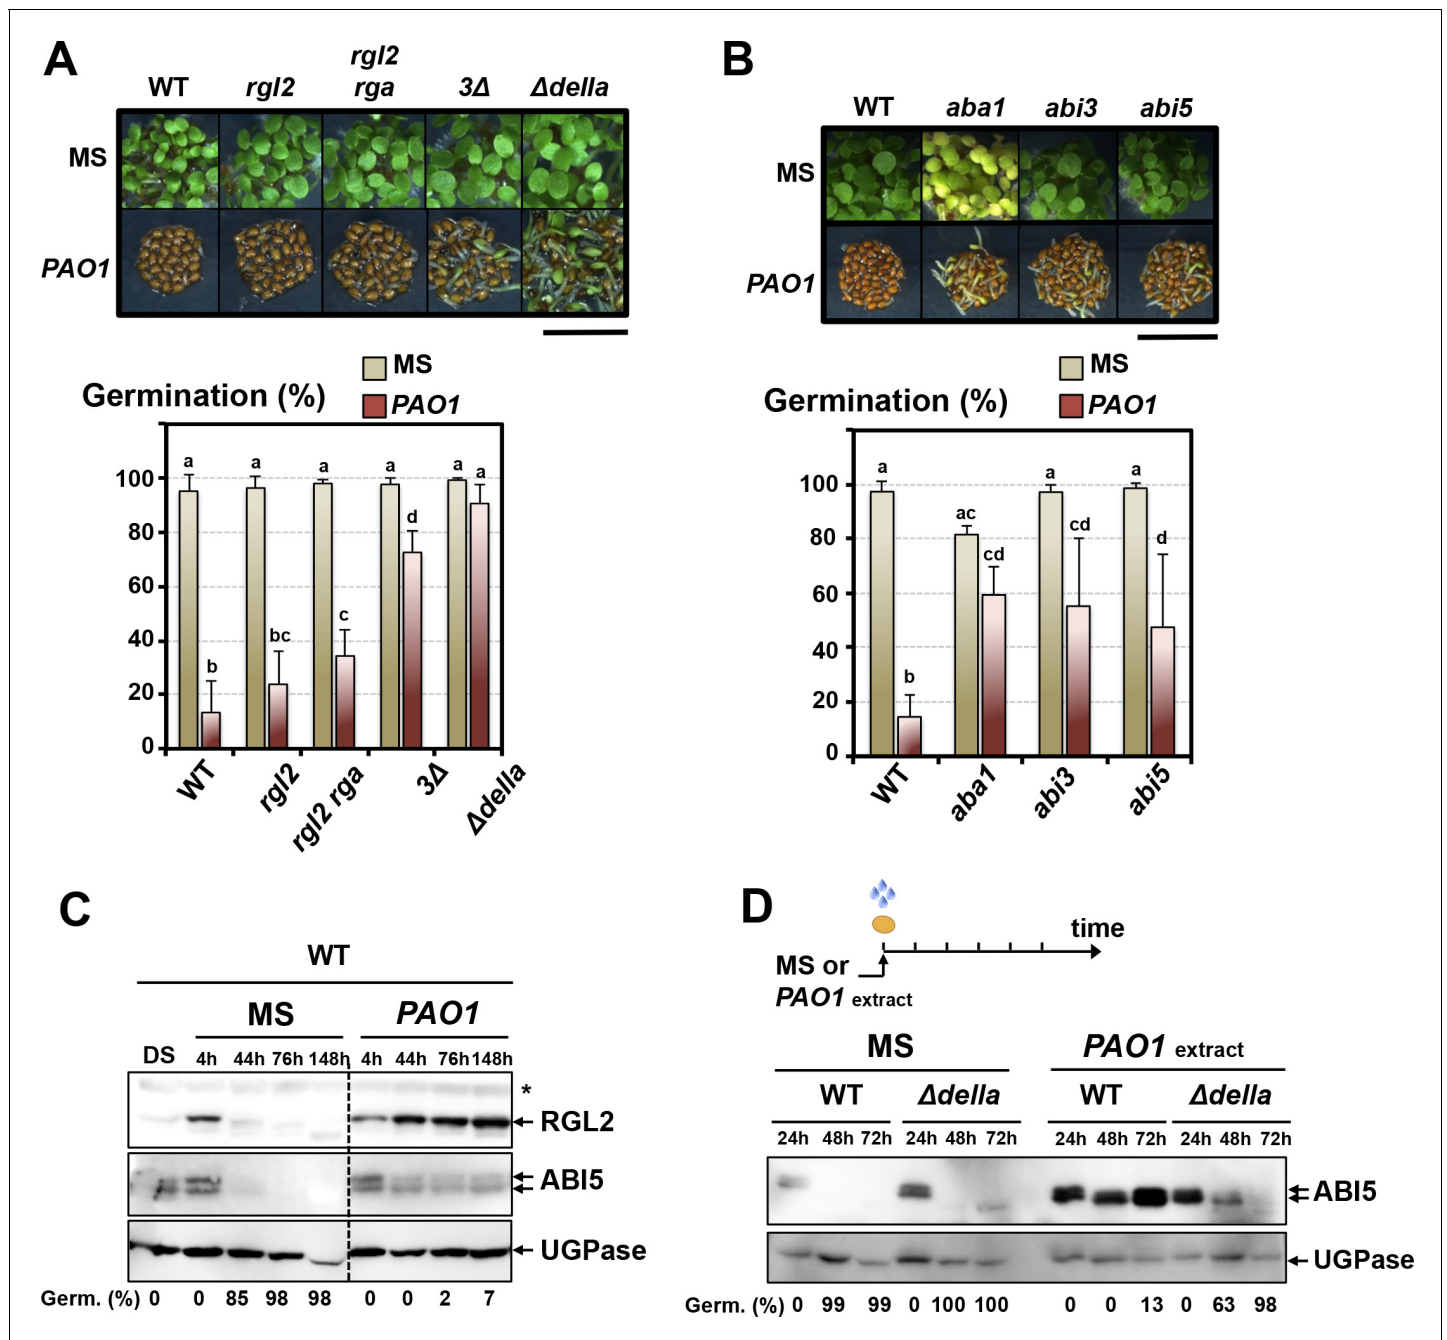 A
WT rgl2 rgl2 rga 3Δ Δdella
MS
PAO1
MS
PAO1
Germination (%)
100
80
60
40
20
0
a b a bc a c a d a a
WT rgl2 rgl2 rga 3Δ Δdella
B
WT aba1 abi3 abi5
MS
PAO1
MS
PAO1
Germination (%)
100
80
60
40
20
0
a b ac cd a cd a d
WT aba1 abi3 abi5
C
WT
MS PAO1
DS 4h 44h 76h 148h 4h 44h 76h 148h
*
RGL2
ABI5
UGPase
Germ. (%) 0 0 85 98 98 0 0 2 7
D
time
MS or
PAO1 extract
MS PAO1 extract
WT Δdella WT Δdella
24h 48h 72h 24h 48h 72h 24h 48h 72h 24h 48h 72h
ABI5
UGPase
Germ. (%) 0 99 99 0 100 100 0 0 13 0 63 98